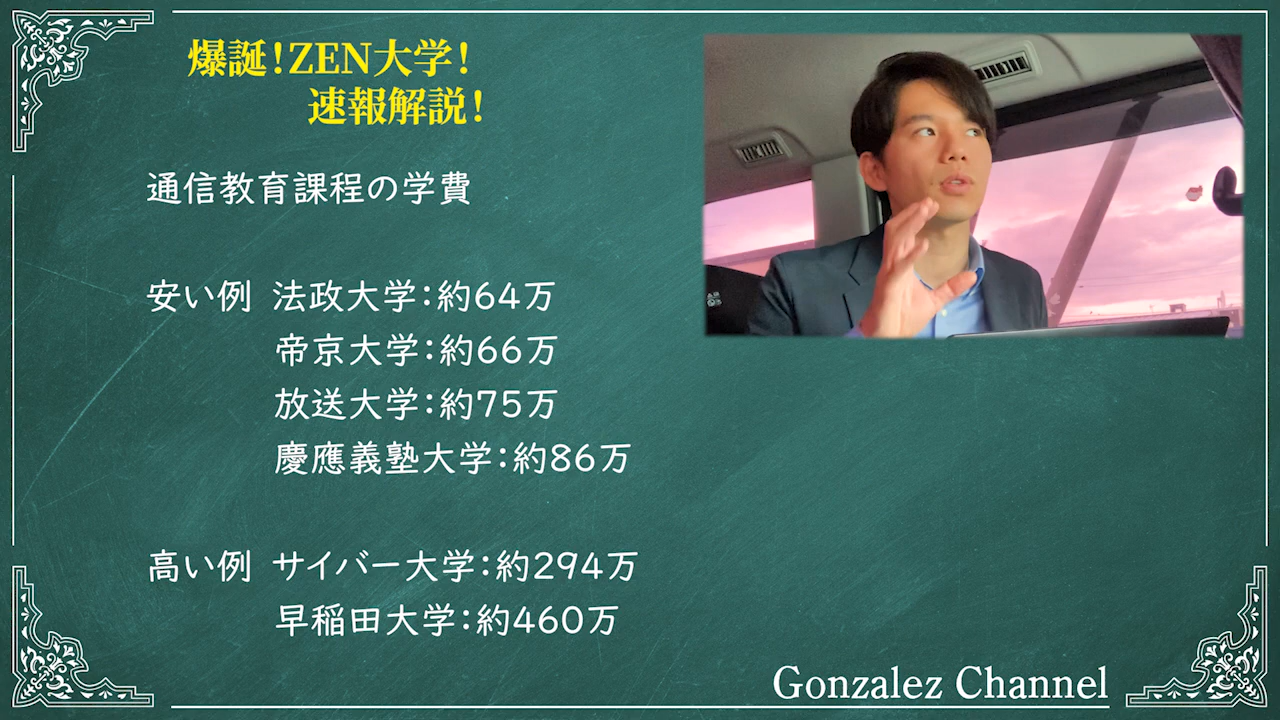 爆誕！ZEN大学！
速報解説！
通信教育課程の学費
安い例 法政大学：約64万
帝京大学：約66万
放送大学：約75万
慶應義塾大学：約86万
高い例 サイバー大学：約294万
早稲田大学：約460万
Gonzalez Channel